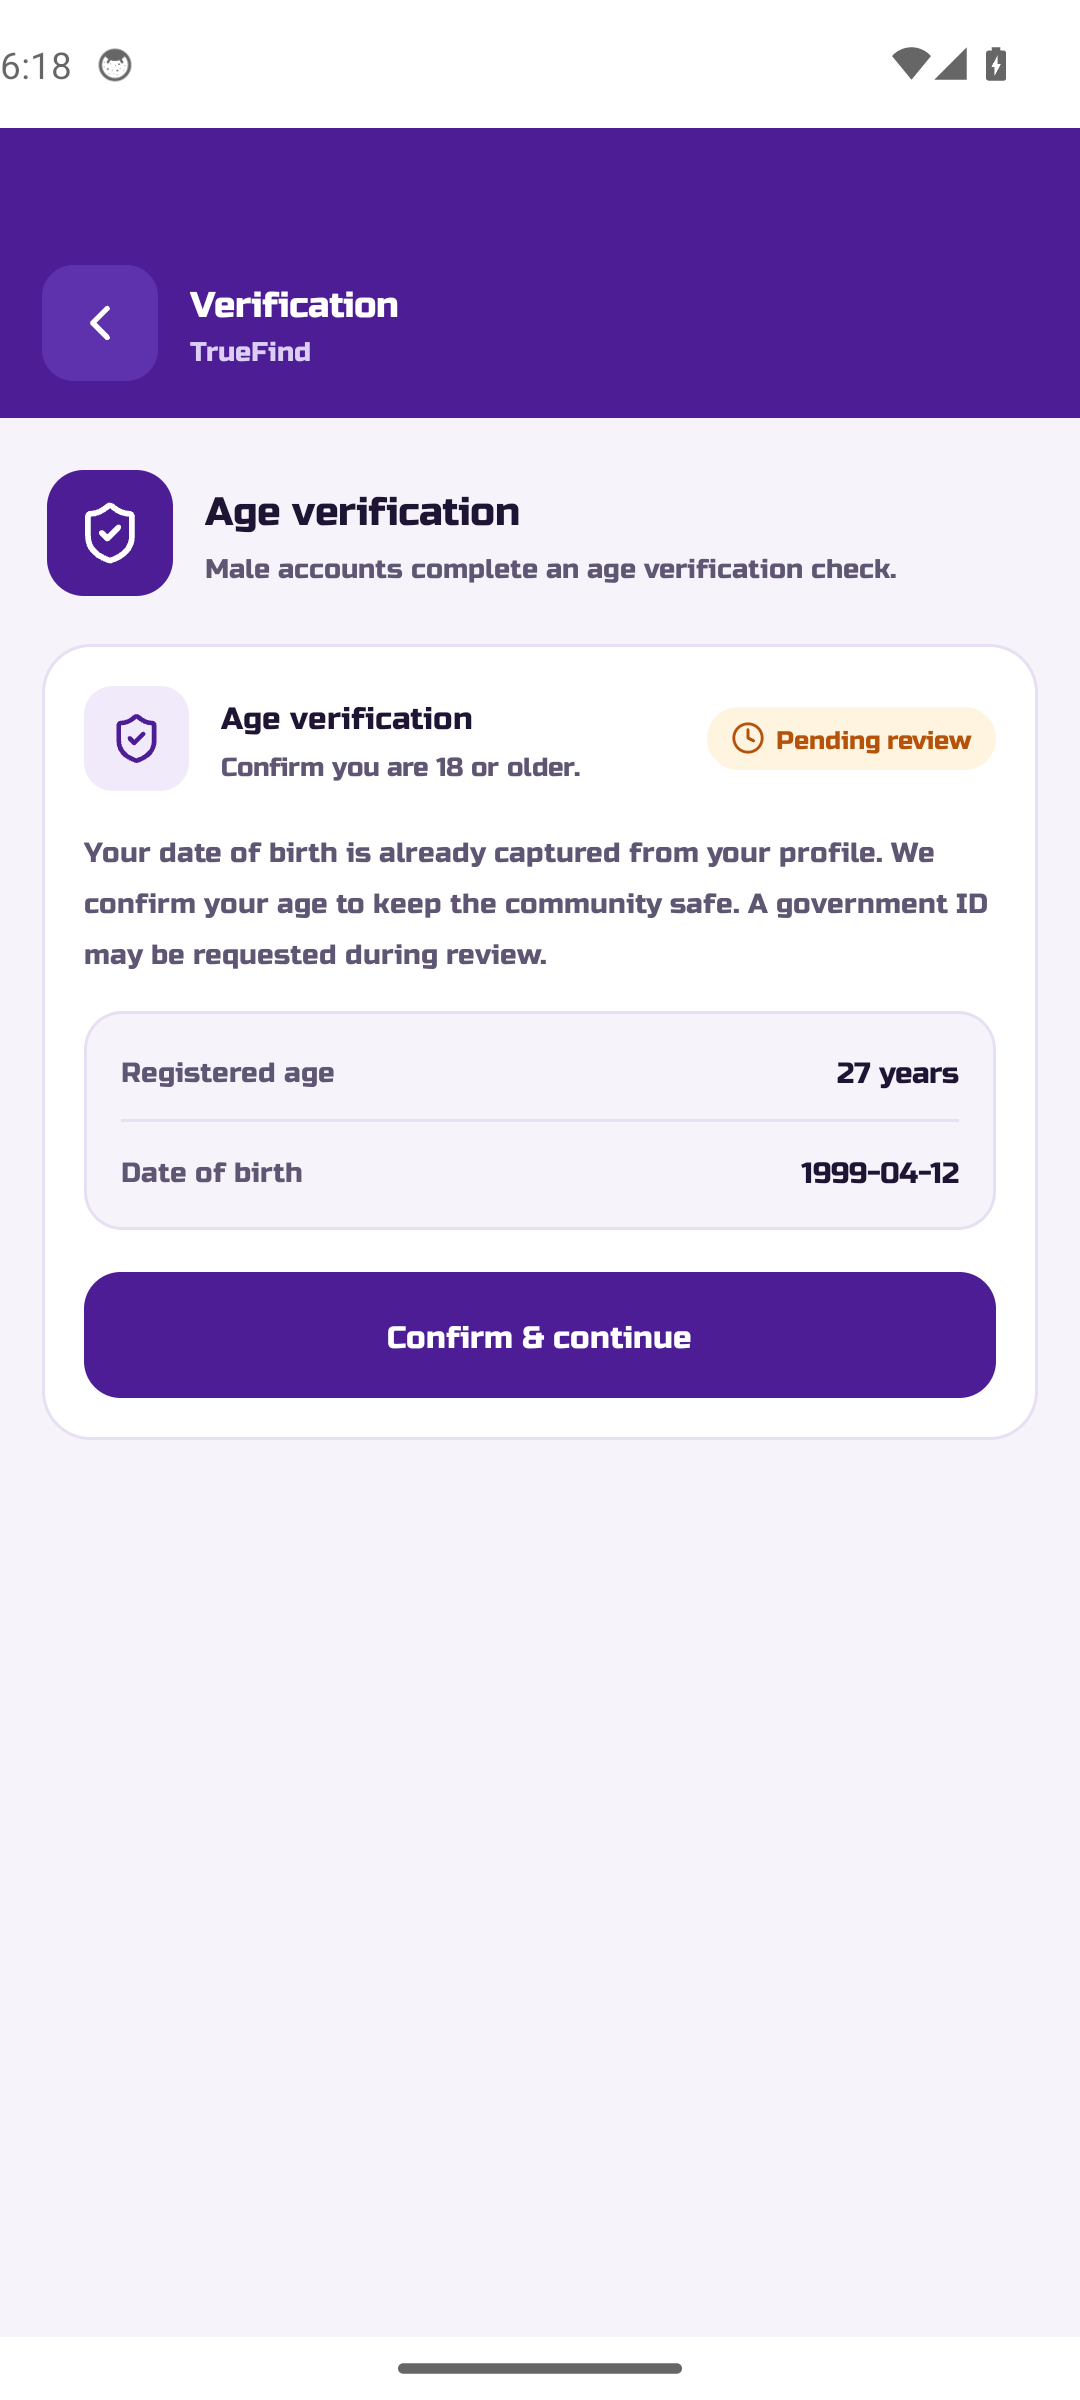 6:18
Verification
TrueFind
Age verification
Male accounts complete an age verification check.
Age verification
Confirm you are 18 or older.
Pending review
Your date of birth is already captured from your profile. We
confirm your age to keep the community safe. A government ID
may be requested during review.
Registered age
27 years
Date of birth
1999-04-12
Confirm & continue